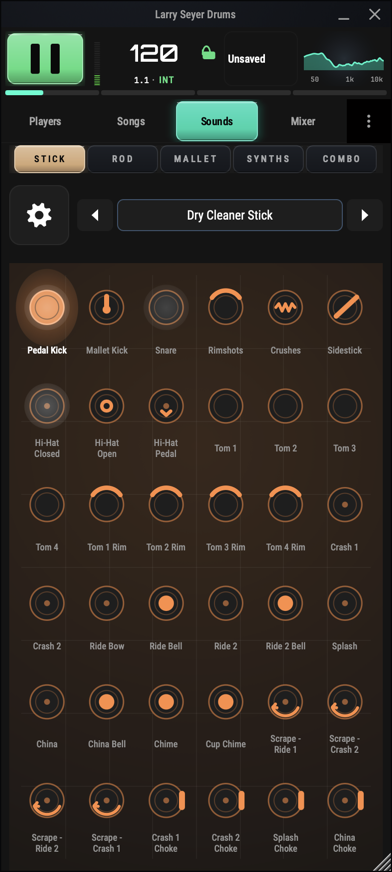 Larry Seyer Drums
120
1.1 · INT
Unsaved
50 1k 10k
Players Songs Sounds Mixer
STICK ROD MALLET SYNTHS COMBO
Dry Cleaner Stick
Pedal Kick Mallet Kick Snare Rimshots Crushes Sidestick
Hi-Hat Closed Hi-Hat Open Hi-Hat Pedal Tom 1 Tom 2 Tom 3
Tom 4 Tom 1 Rim Tom 2 Rim Tom 3 Rim Tom 4 Rim Crash 1
Crash 2 Ride Bow Ride Bell Ride 2 Ride 2 Bell Splash
China China Bell Chime Cup Chime Scrape - Ride 1 Scrape - Crash 2
Scrape - Ride 2 Scrape - Crash 1 Crash 1 Choke Crash 2 Choke Splash Choke China Choke